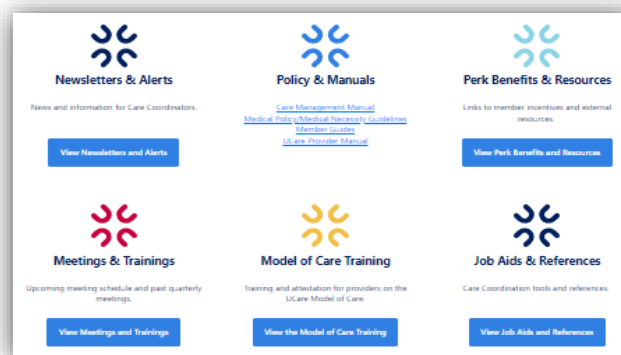 Newsletters & Alerts
News and information for Care Coordinators.
View Newsletters and Alerts
Policy & Manuals
Care Management Manual
Medical Policy/Medical Necessity Guidelines
Member Guides
UCare Provider Manual
Perk Benefits & Resources
Links to member incentives and external
resources.
View Perk Benefits and Resources
Meetings & Trainings
Upcoming meeting schedule and past quarterly
meetings.
View Meetings and Trainings
Model of Care Training
Training and attestation for providers on the
UCare Model of Care.
View the Model of Care Training
Job Aids & References
Care Coordination tools and references.
View Job Aids and References